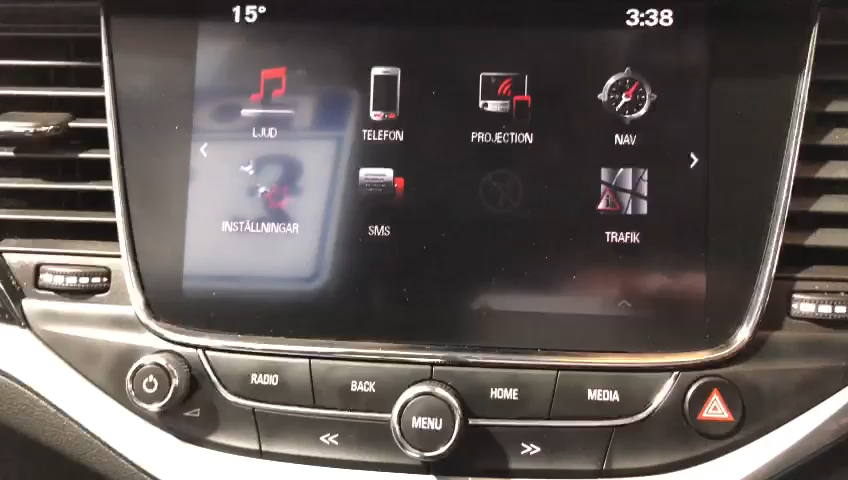 15° 3:38
LJUD TELEFON PROJECTION NAV
INSTÄLLNINGAR SMS TRAFIK
RADIO BACK HOME MEDIA
MENU